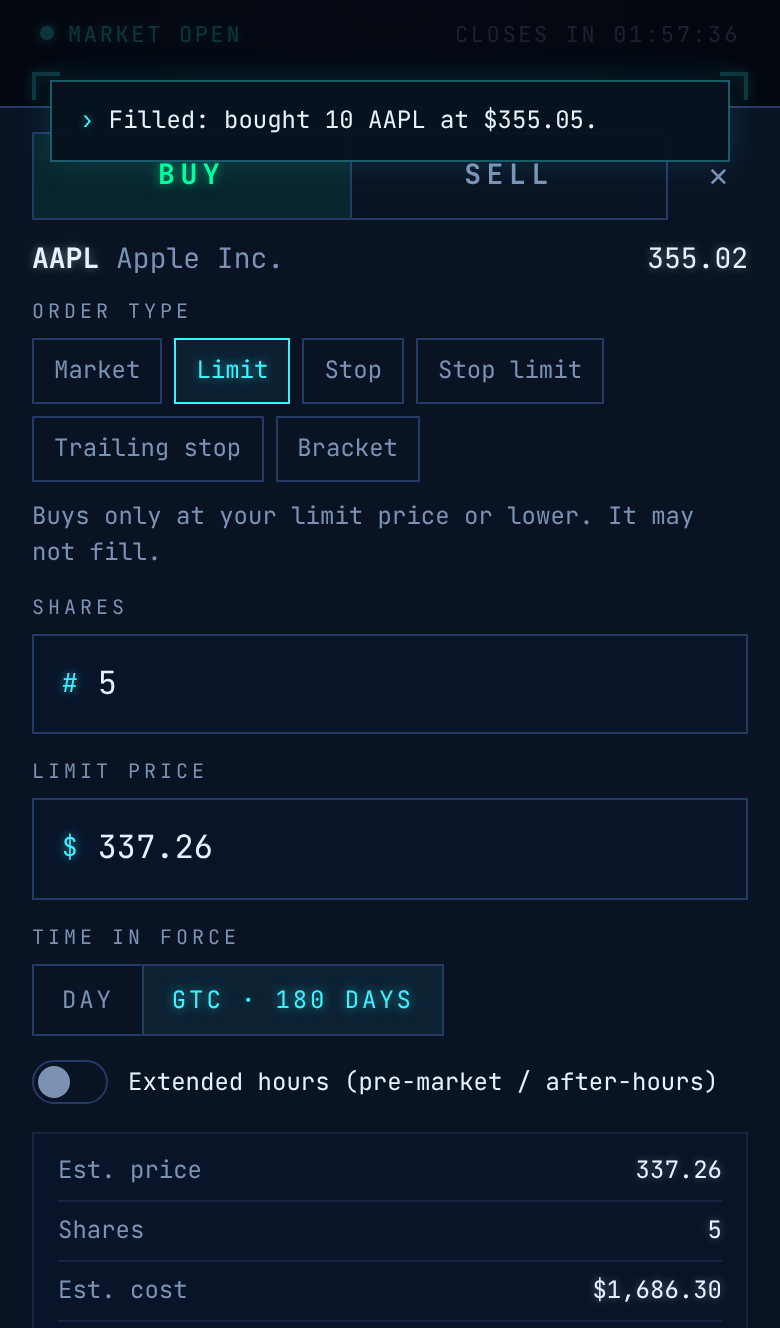 MARKET OPEN CLOSES IN 01:57:36
› Filled: bought 10 AAPL at $355.05.
BUY SELL ×
AAPL Apple Inc. 355.02
ORDER TYPE
Market Limit Stop Stop limit
Trailing stop Bracket
Buys only at your limit price or lower. It may
not fill.
SHARES
# 5
LIMIT PRICE
$ 337.26
TIME IN FORCE
DAY GTC · 180 DAYS
Extended hours (pre-market / after-hours)
Est. price 337.26
Shares 5
Est. cost $1,686.30